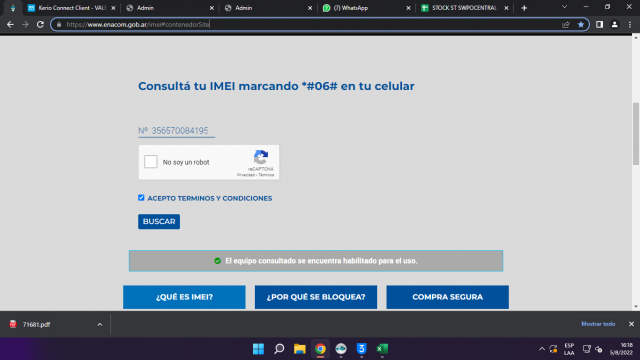 Kerio Connect Client - VAL
Admin
Admin
(7) WhatsApp
STOCK ST SWPOCENTRAL
https://www.enacom.gob.ar/imei#contenedorSite
Consultá tu IMEI marcando *#06# en tu celular
Nº 356570084195
No soy un robot
reCAPTCHA
Privacidad - Términos
ACEPTO TERMINOS Y CONDICIONES
BUSCAR
El equipo consultado se encuentra habilitado para el uso.
¿QUÉ ES IMEI?
¿POR QUÉ SE BLOQUEA?
COMPRA SEGURA
71681.pdf
Mostrar todo
ESP
LAA
16:18
5/8/2022